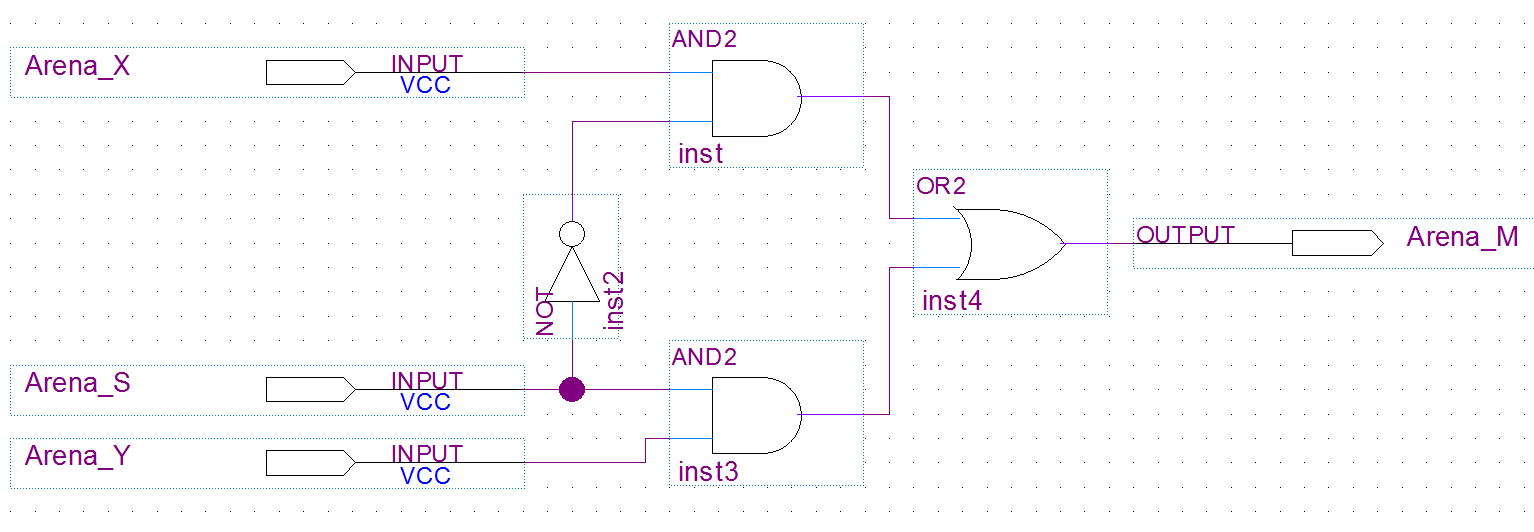 AND2
Arena_X
INPUT
VCC
inst
OR2
OUTPUT
Arena_M
inst4
NOT
inst2
AND2
Arena_S
INPUT
VCC
Arena_Y
INPUT
VCC
inst3